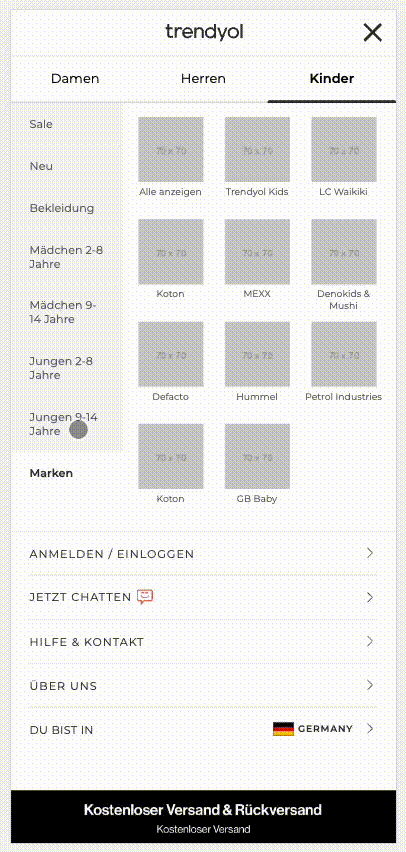 trendyol
Damen
Herren
Kinder
Sale
Neu
Bekleidung
Mädchen 2-8
Jahre
Mädchen 9-
14 Jahre
Jungen 2-8
Jahre
Jungen 9-14
Jahre
Marken
70 x 70
70 x 70
70 x 70
Alle anzeigen
Trendyol Kids
LC Waikiki
70 x 70
70 x 70
70 x 70
Koton
MEXX
Denokids &
Mushi
70 x 70
70 x 70
70 x 70
Defacto
Hummel
Petrol Industries
70 x 70
70 x 70
Koton
GB Baby
ANMELDEN / EINLOGGEN
JETZT CHATTEN
HILFE & KONTAKT
ÜBER UNS
DU BIST IN
GERMANY
Kostenloser Versand & Rückversand
Kostenloser Versand